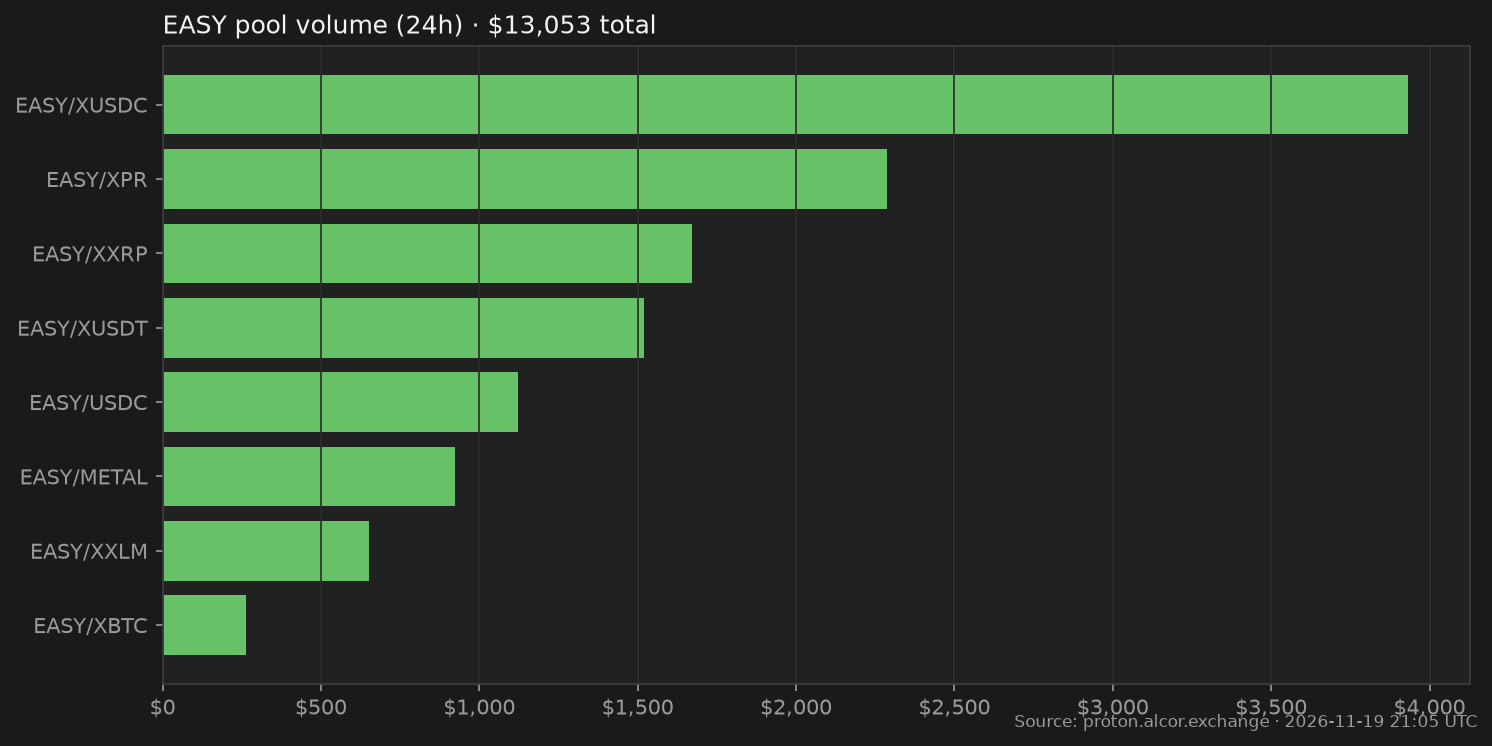 EASY pool volume (24h) · $13,053 total
EASY/XUSDC
EASY/XPR
EASY/XXRP
EASY/XUSDT
EASY/USDC
EASY/METAL
EASY/XXLM
EASY/XBTC
$0 $500 $1,000 $1,500 $2,000 $2,500 $3,000 $3,500 $4,000
Source: proton.alcor.exchange · 2026-11-19 21:05 UTC